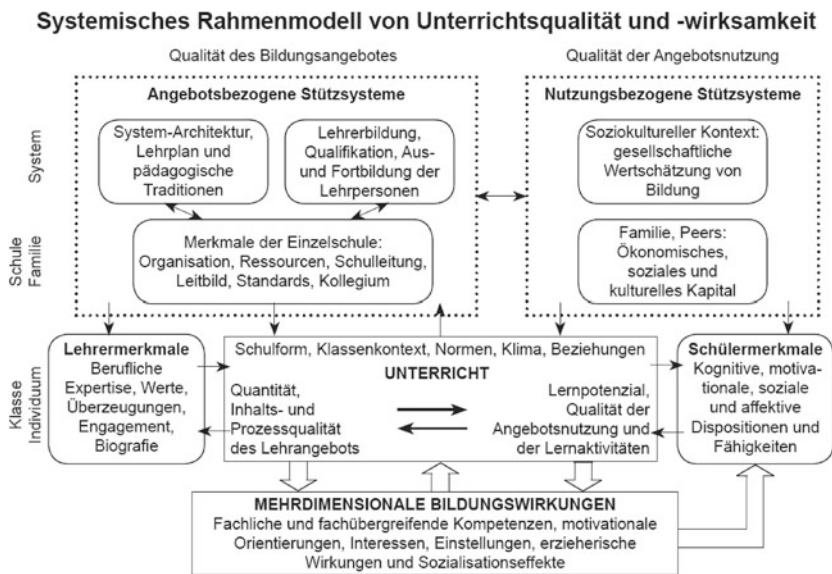 Systemisches Rahmenmodell von Unterrichtsqualität und -wirksamkeit
Qualität des Bildungsangebotes
Qualität der Angebotsnutzung
System
Schule
Familie
Klasse
Individuum
Angebotsbezogene Stützsysteme
System-Architektur,
Lehrplan und
pädagogische
Traditionen
Lehrerbildung,
Qualifikation, Aus-
und Fortbildung der
Lehrpersonen
Merkmale der Einzelschule:
Organisation, Ressourcen, Schulleitung,
Leitbild, Standards, Kollegium
Nutzungsbezogene Stützsysteme
Soziokultureller Kontext:
gesellschaftliche
Wertschätzung von
Bildung
Familie, Peers:
Ökonomisches,
soziales und
kulturelles Kapital
Lehrermerkmale
Berufliche
Expertise, Werte,
Überzeugungen,
Engagement,
Biografie
Schulform, Klassenkontext, Normen, Klima, Beziehungen
UNTERRICHT
Quantität,
Inhalts- und
Prozessqualität
des Lehrangebots
Lernpotenzial,
Qualität der
Angebotsnutzung und
der Lernaktivitäten
Schülermerkmale
Kognitive, motiva-
tionale, soziale
und affektive
Dispositionen und
Fähigkeiten
MEHRDIMENSIONALE BILDUNGSWIRKUNGEN
Fachliche und fachübergreifende Kompetenzen, motivationale
Orientierungen, Interessen, Einstellungen, erzieherische
Wirkungen und Sozialisationseffekte